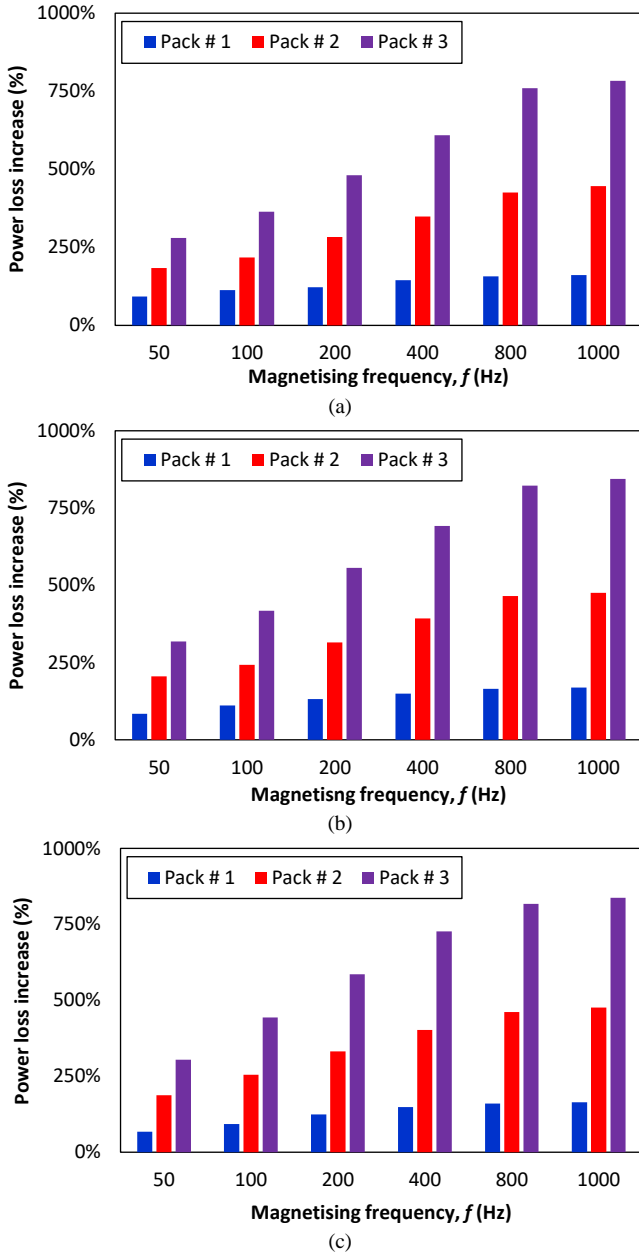 1000%
Pack # 1 Pack # 2 Pack # 3
750%
500%
250%
0%
Power loss increase (%)
50 100 200 400 800 1000
Magnetising frequency, f (Hz)
(a)
1000%
Pack # 1 Pack # 2 Pack # 3
750%
500%
250%
0%
Power loss increase (%)
50 100 200 400 800 1000
Magnetisng frequency, f (Hz)
(b)
1000%
Pack # 1 Pack # 2 Pack # 3
750%
500%
250%
0%
Power loss increase (%)
50 100 200 400 800 1000
Magnetising frequency, f (Hz)
(c)